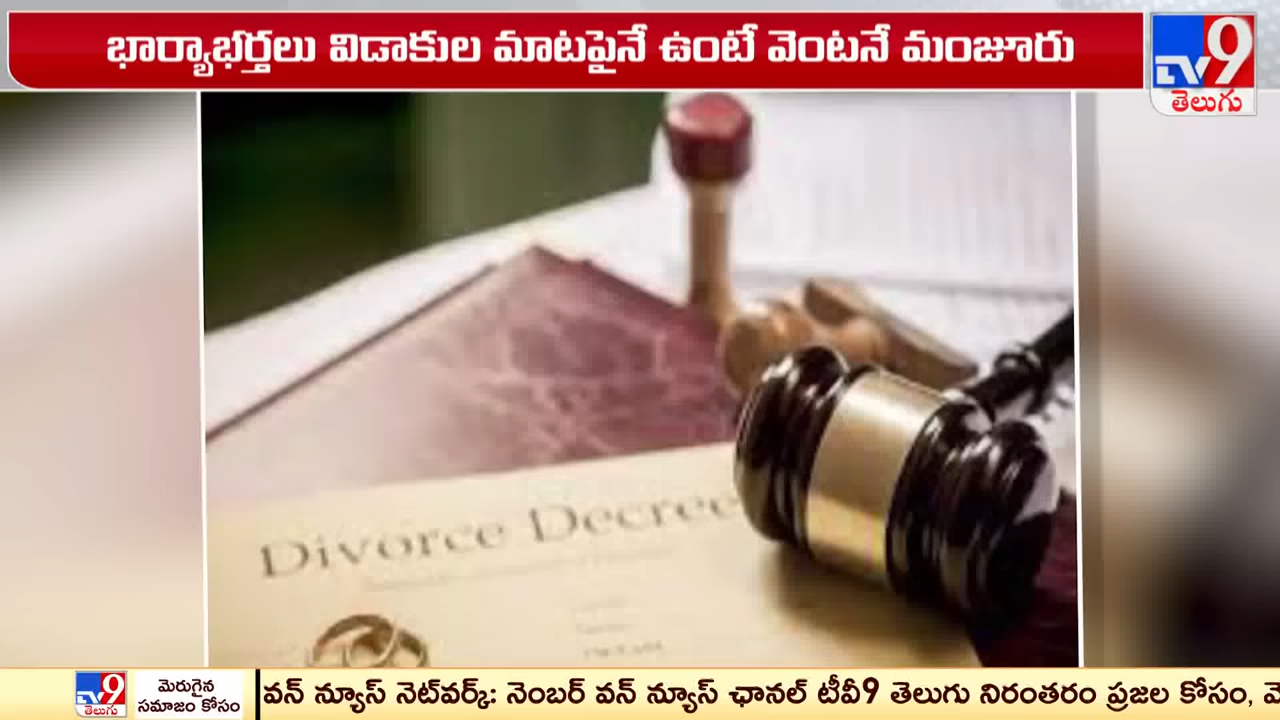 భార్యాభర్తలు విడాకుల మాటపైనే ఉంటే వెంటనే మంజూరు
TV9
తెలుగు
Divorce Decree
TV9
తెలుగు
మెరుగైన
సమాజం కోసం
వన్ న్యూస్ నెట్‌వర్క్: నెంబర్ వన్ న్యూస్ ఛానల్ టీవీ9 తెలుగు నిరంతరం ప్రజల కోసం,